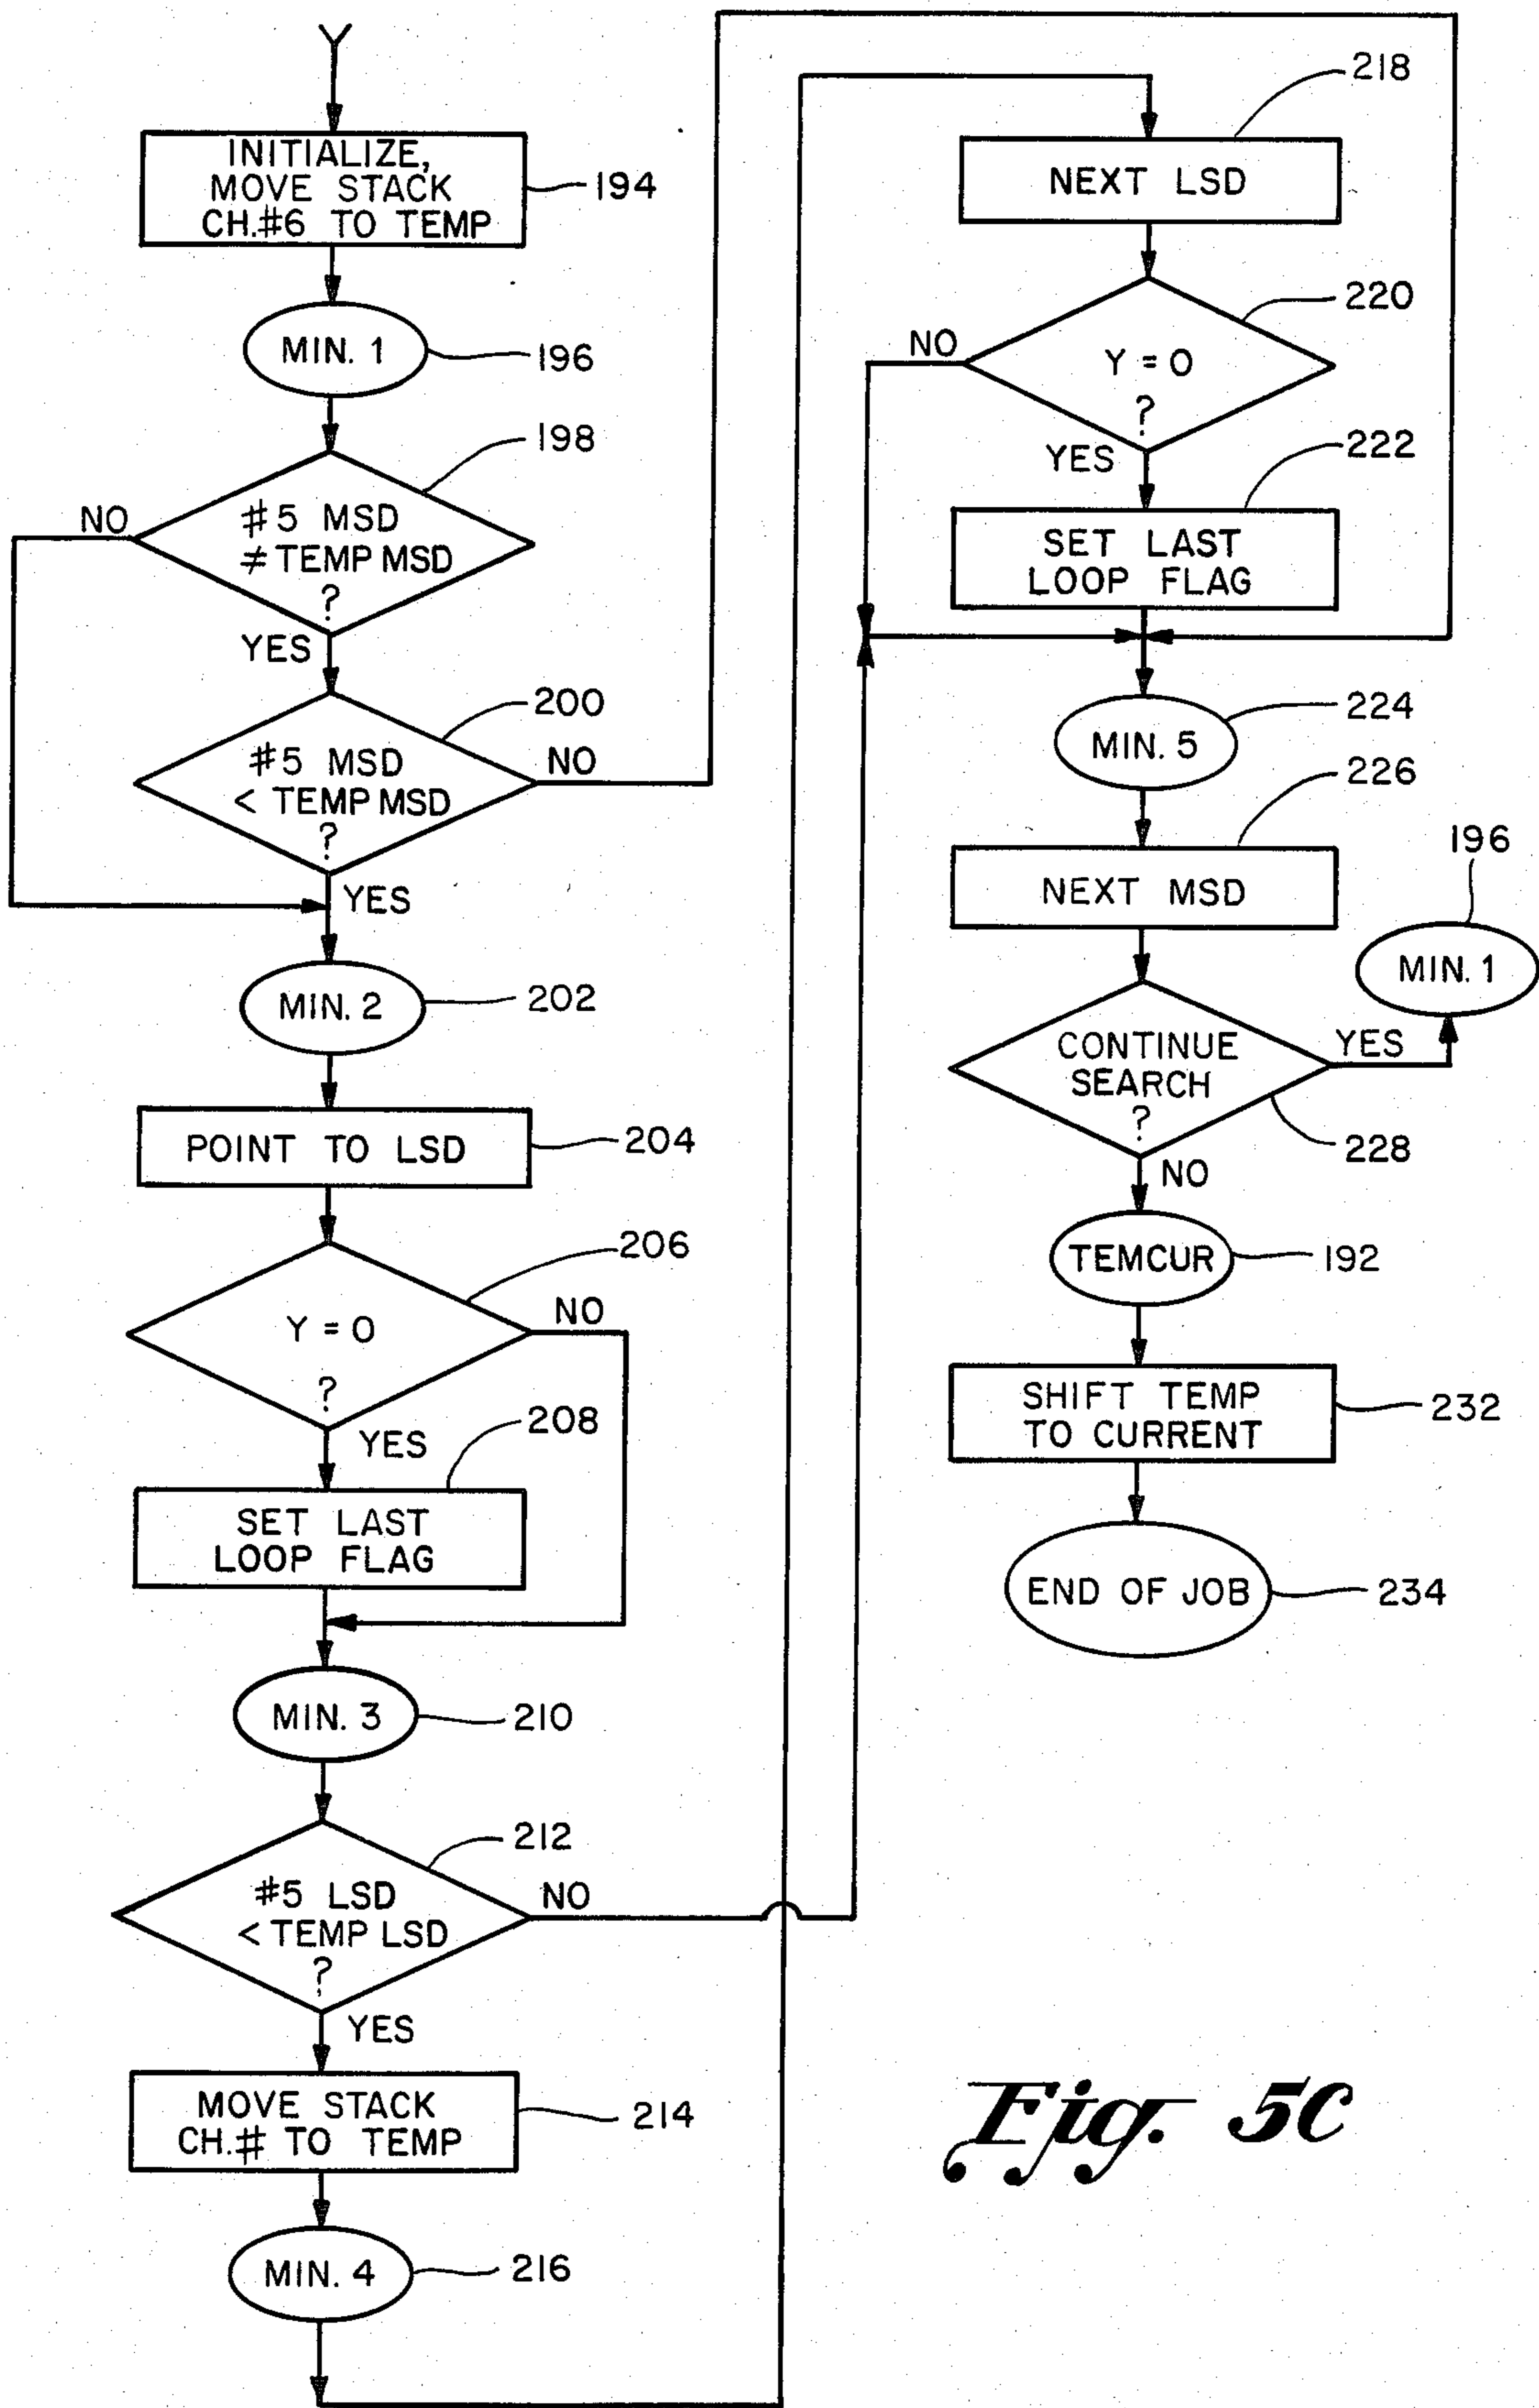 Y
INITIALIZE,
MOVE STACK
CH.#6 TO TEMP
194
MIN. 1
196
198
#5 MSD
≠ TEMP MSD
?
NO
YES
200
#5 MSD
< TEMP MSD
?
NO
YES
MIN. 2
202
POINT TO LSD
204
206
Y = 0
?
NO
YES
208
SET LAST
LOOP FLAG
MIN. 3
210
212
#5 LSD
< TEMP LSD
?
NO
YES
MOVE STACK
CH.# TO TEMP
214
MIN. 4
216
218
NEXT LSD
220
NO
Y = 0
?
YES
222
SET LAST
LOOP FLAG
224
MIN. 5
226
NEXT MSD
196
MIN. 1
CONTINUE
SEARCH
?
YES
228
NO
TEMCUR
192
SHIFT TEMP
TO CURRENT
232
END OF JOB
234
Fig. 5C